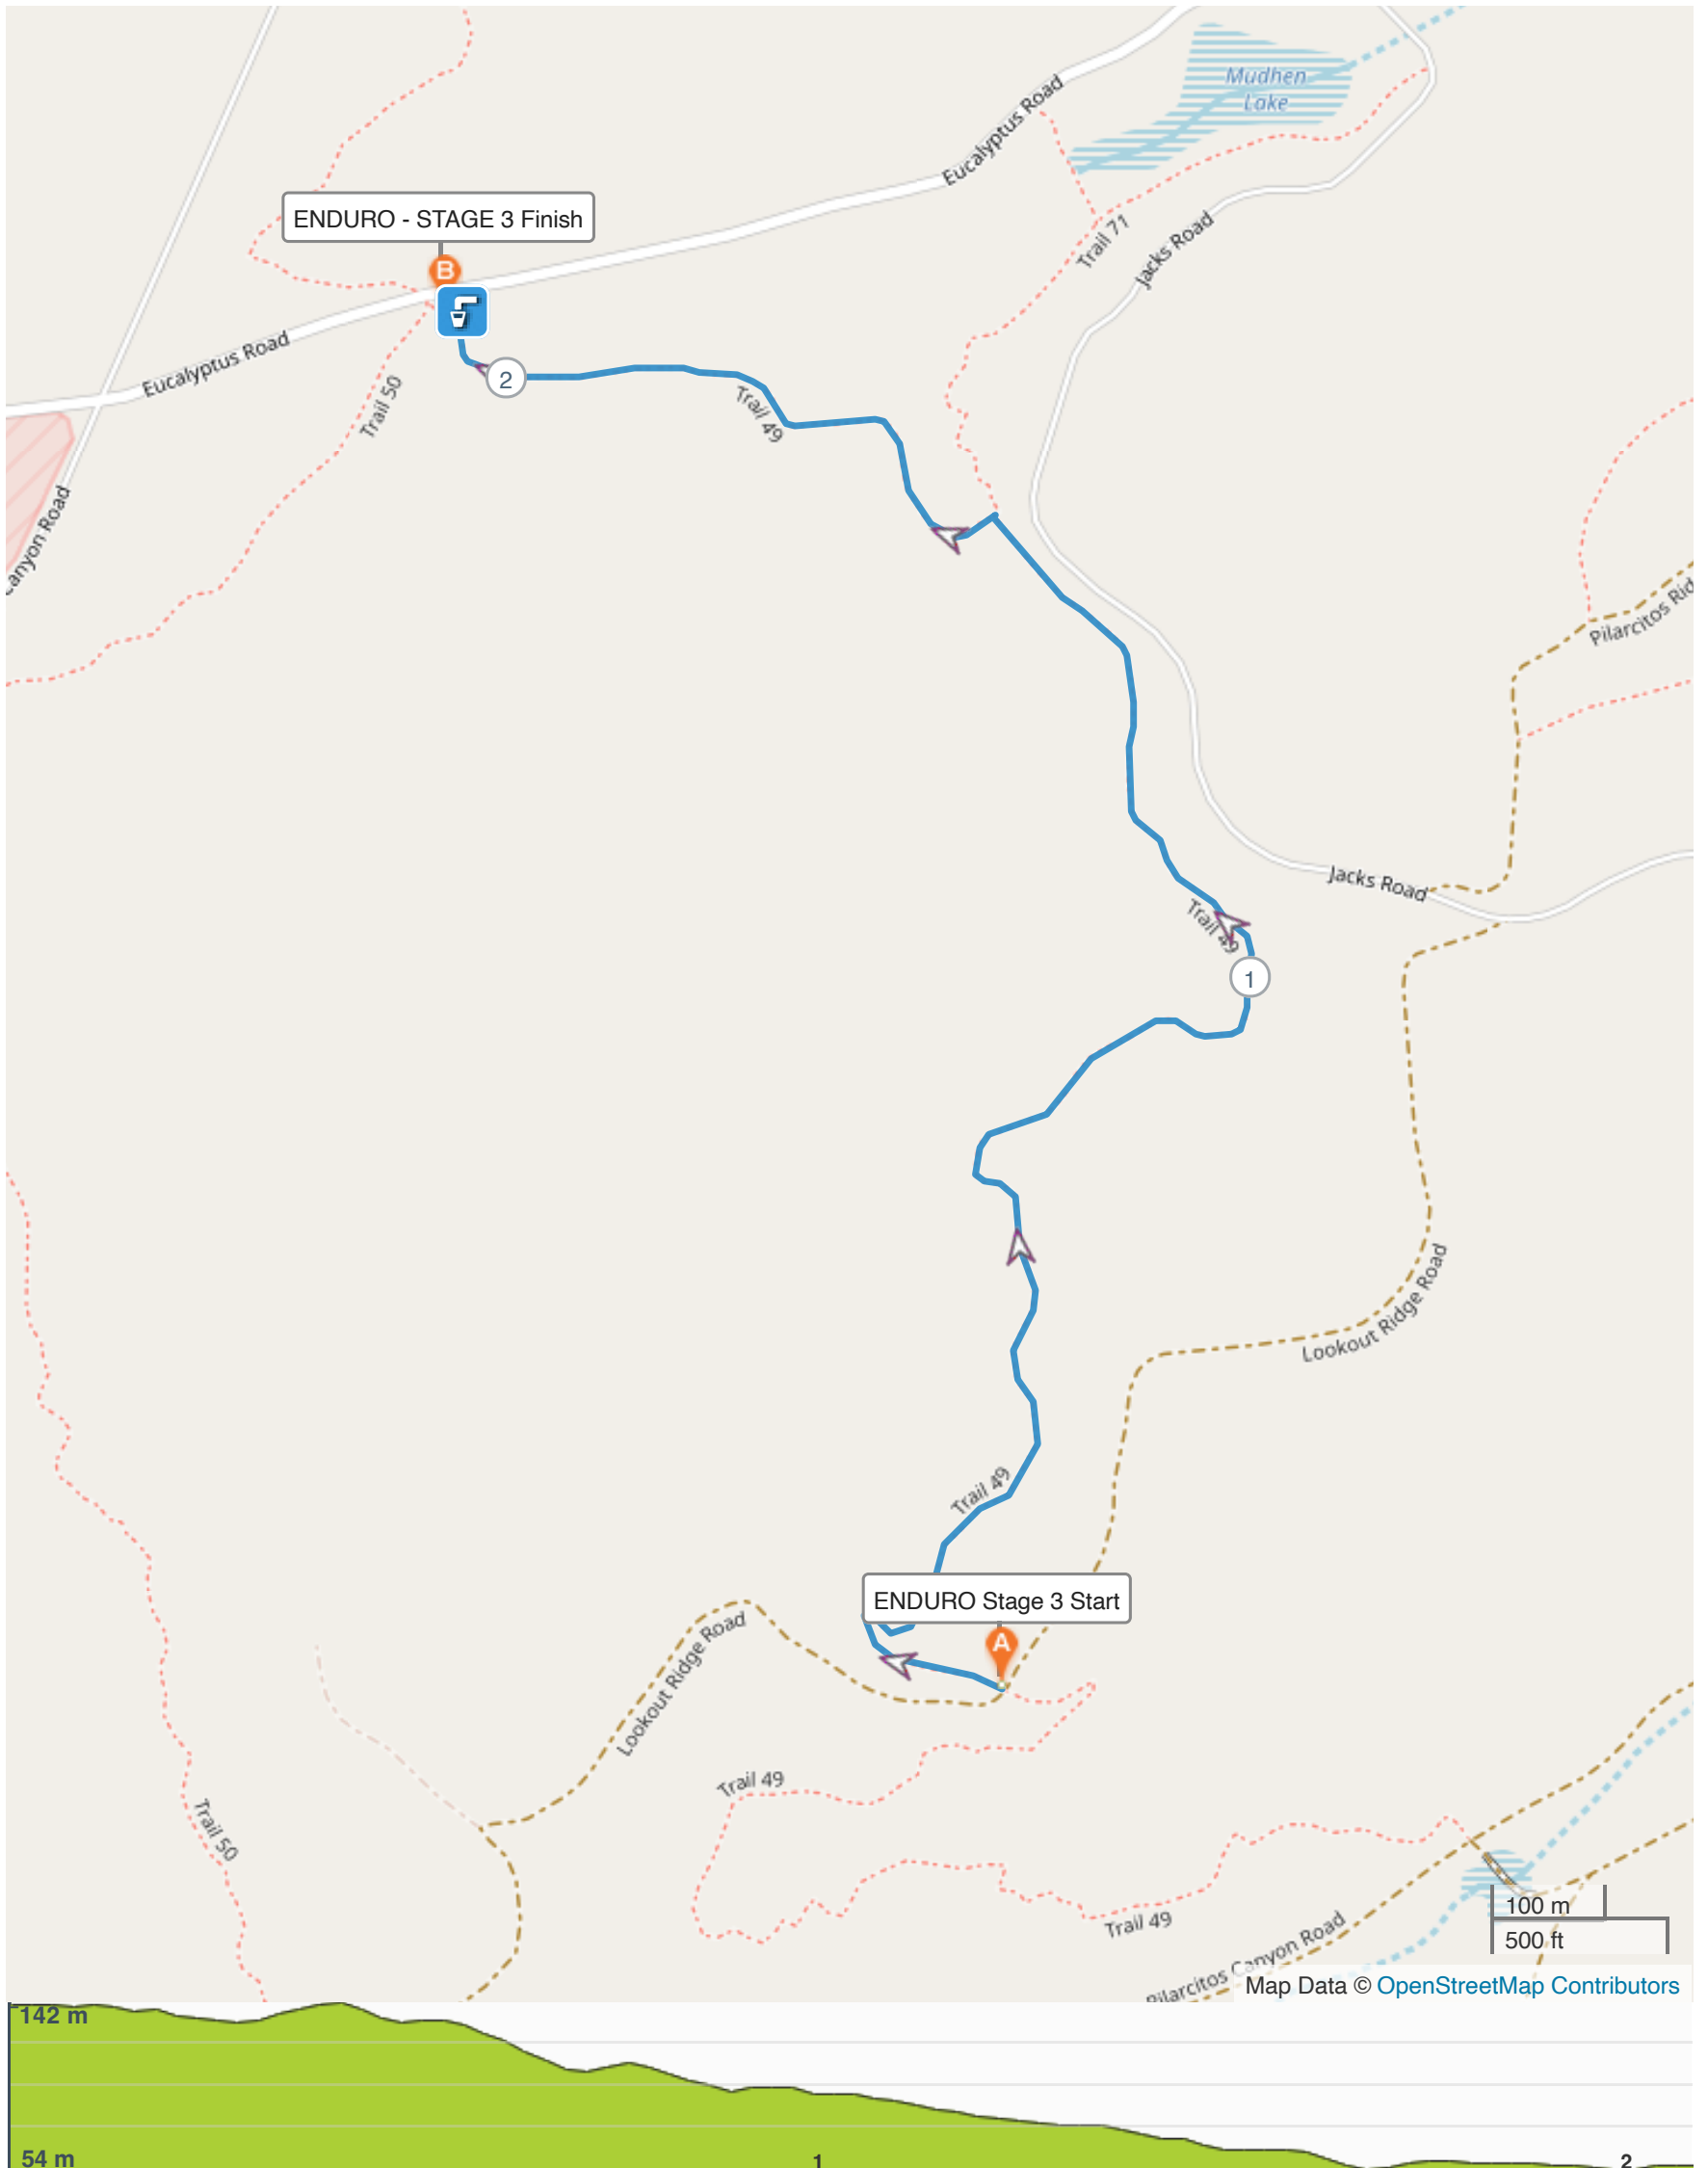 Mudhen
Lake
Eucalyptus Road
ENDURO - STAGE 3 Finish
B
Trail 71
Jacks Road
Eucalyptus Road
Trail 50
2
Trail 49
anyon Road
Pilarcitos Rid
Jacks Road
Trail 49
1
Lookout Ridge Road
Trail 49
ENDURO Stage 3 Start
A
Lookout Ridge Road
Trail 49
Trail 50
Trail 49
100 m
500 ft
Pilarcitos Canyon Road
Map Data © OpenStreetMap Contributors
142 m
54 m
1
2